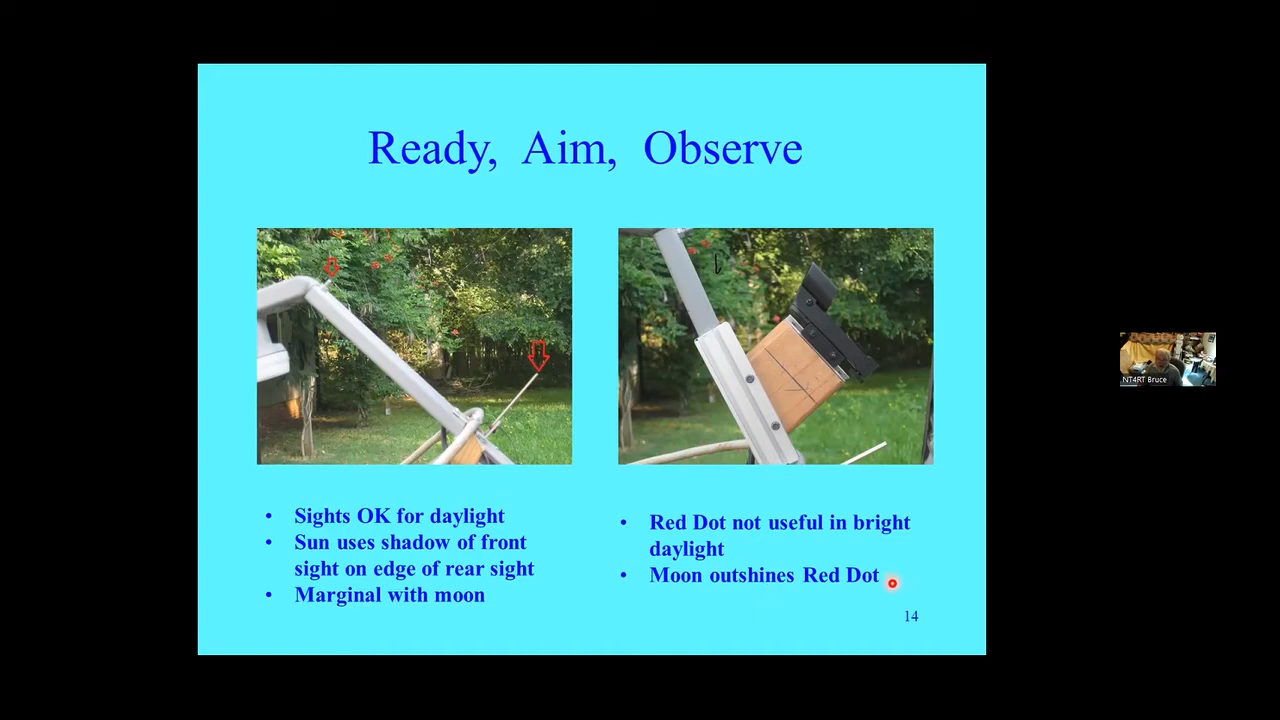 Ready, Aim, Observe
• Sights OK for daylight
• Sun uses shadow of front
sight on edge of rear sight
• Marginal with moon
• Red Dot not useful in bright
daylight
• Moon outshines Red Dot
14
NT4RT Bruce